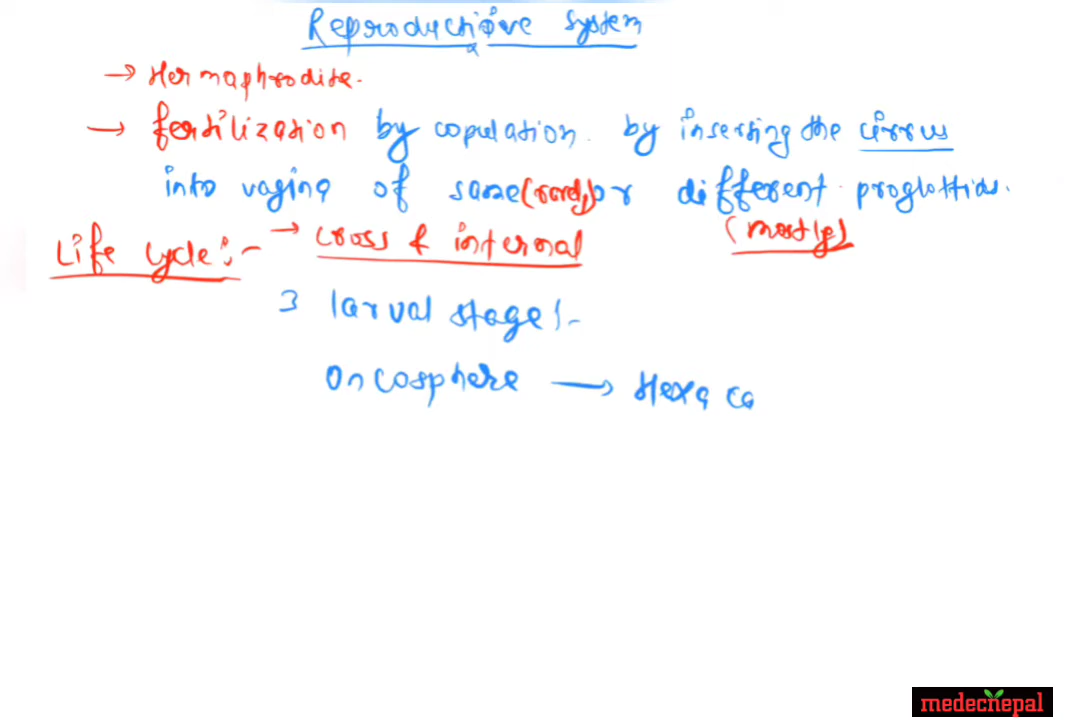 Reproductive system
→ Hermaphrodite.
→ fertilization by copulation. by inserting the cirrus
into vagina of same (rarely) or different proglottids.
(mostly)
→ cross & internal
Life cycle :-
3 larval stage :-
Oncosphere → Hexa ca
medecnepal